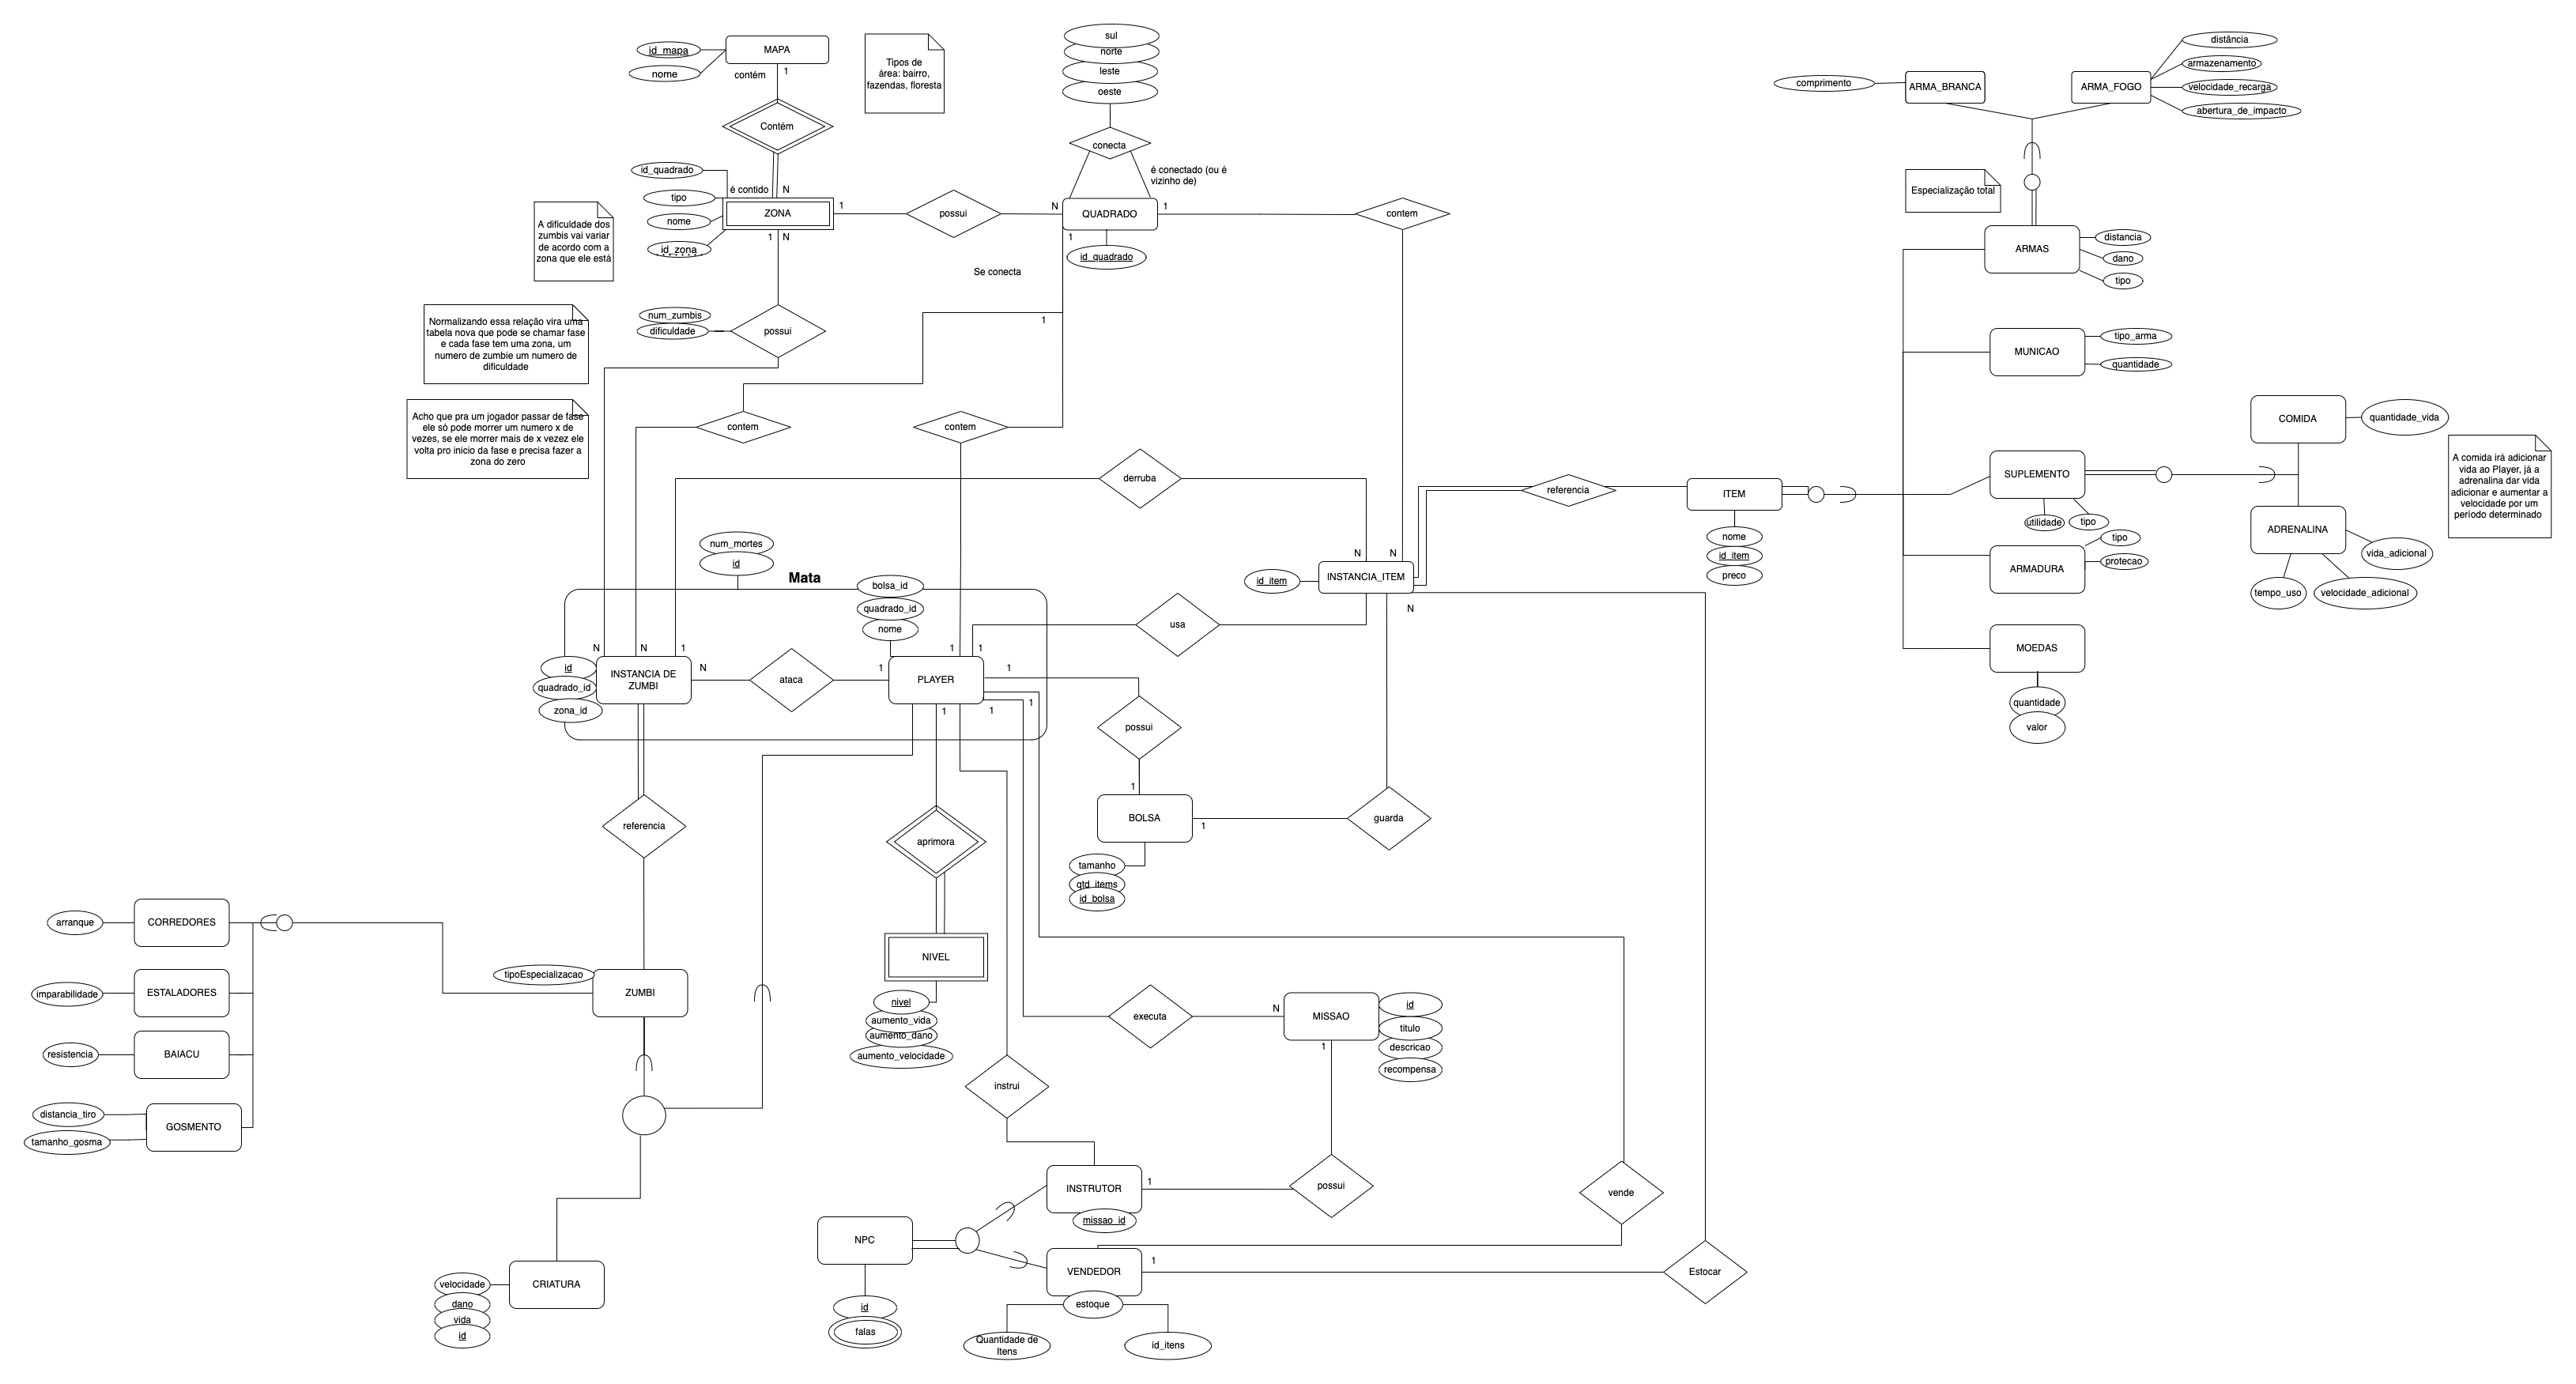 id_mapa
nome
MAPA
contém
1
Contém
Tipos de
área: bairro,
fazendas, floresta
sul
norte
leste
oeste
conecta
é conectado (ou é
vizinho de)
id_quadrado
tipo
nome
id_zona
é contido
N
ZONA
1
possui
N
QUADRADO
1
contem
1
id_quadrado
Se conecta
1
N
A dificuldade dos
zumbis vai variar
de acordo com a
zona que ele está
Normalizando essa relação vira uma
tabela nova que pode se chamar fase
e cada fase tem uma zona, um
numero de zumbie um numero de
dificuldade
num_zumbis
dificuldade
possui
1
Acho que pra um jogador passar de fase
ele só pode morrer um numero x de
vezes, se ele morrer mais de x vezez ele
volta pro inicio da fase e precisa fazer a
zona do zero
contem
contem
derruba
N
N
referencia
comprimento
ARMA_BRANCA
ARMA_FOGO
distância
armazenamento
velocidade_recarga
abertura_de_impacto
Especialização total
ARMAS
distancia
dano
tipo
MUNICAO
tipo_arma
quantidade
COMIDA
quantidade_vida
A comida irá adicionar
vida ao Player, já a
adrenalina dar vida
adicionar e aumentar a
velocidade por um
período determinado
SUPLEMENTO
utilidade
tipo
ADRENALINA
vida_adicional
tempo_uso
velocidade_adicional
ITEM
nome
id_item
preco
ARMADURA
tipo
protecao
MOEDAS
quantidade
valor
id_item
INSTANCIA_ITEM
N
num_mortes
id
Mata
bolsa_id
quadrado_id
nome
usa
N
N
1
id
quadrado_id
zona_id
INSTANCIA DE
ZUMBI
N
ataca
1
PLAYER
1
1
1
1
1
1
possui
1
BOLSA
1
guarda
tamanho
qtd_items
id_bolsa
referencia
aprimora
NIVEL
nivel
aumento_vida
aumento_dano
aumento_velocidade
arranque
CORREDORES
imparabilidade
ESTALADORES
resistencia
BAIACU
distancia_tiro
tamanho_gosma
GOSMENTO
tipoEspecializacao
ZUMBI
executa
N
MISSAO
1
id
titulo
descricao
recompensa
instrui
INSTRUTOR
1
missao_id
possui
vende
NPC
id
falas
VENDEDOR
1
estoque
Quantidade de
Itens
id_itens
Estocar
CRIATURA
velocidade
dano
vida
id